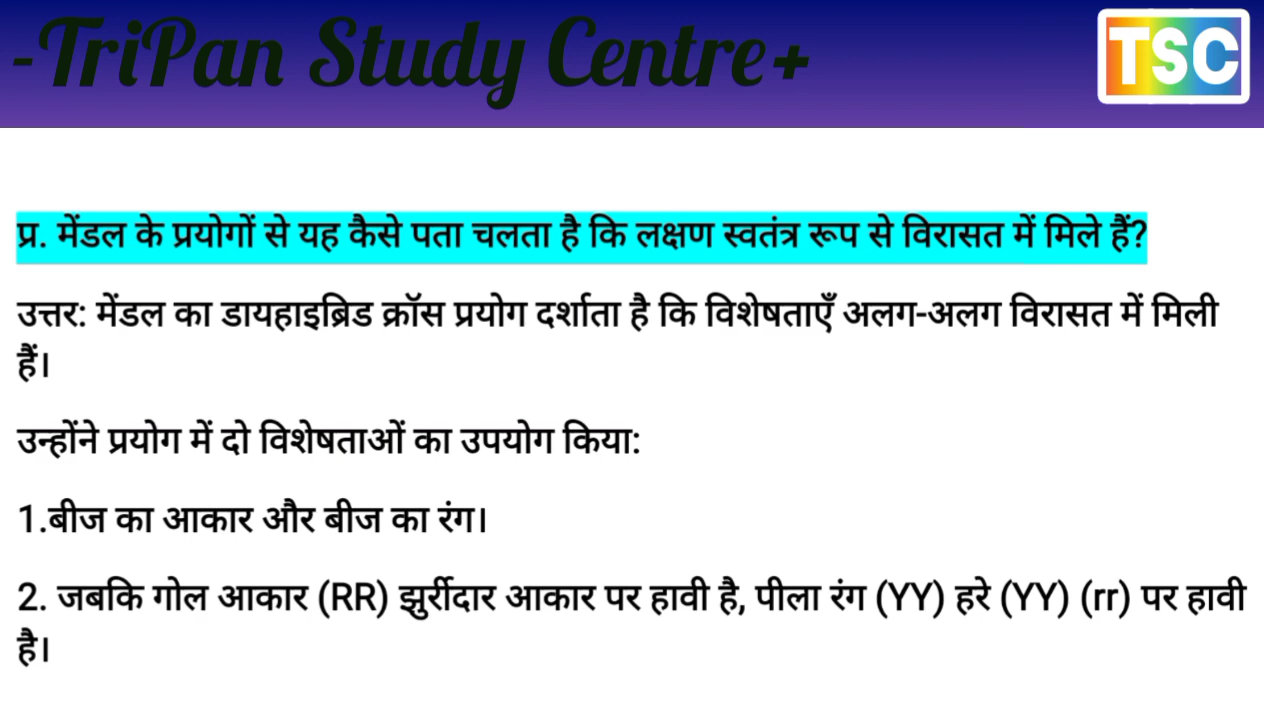 -TriPan Study Centre+
TSC
प्र. मेंडल के प्रयोगों से यह कैसे पता चलता है कि लक्षण स्वतंत्र रूप से विरासत में मिले हैं?
उत्तर: मेंडल का डायहाइब्रिड क्रॉस प्रयोग दर्शाता है कि विशेषताएँ अलग-अलग विरासत में मिली
हैं।
उन्होंने प्रयोग में दो विशेषताओं का उपयोग किया:
1.बीज का आकार और बीज का रंग।
2. जबकि गोल आकार (RR) झुर्रीदार आकार पर हावी है, पीला रंग (YY) हरे (YY) (rr) पर हावी
है।